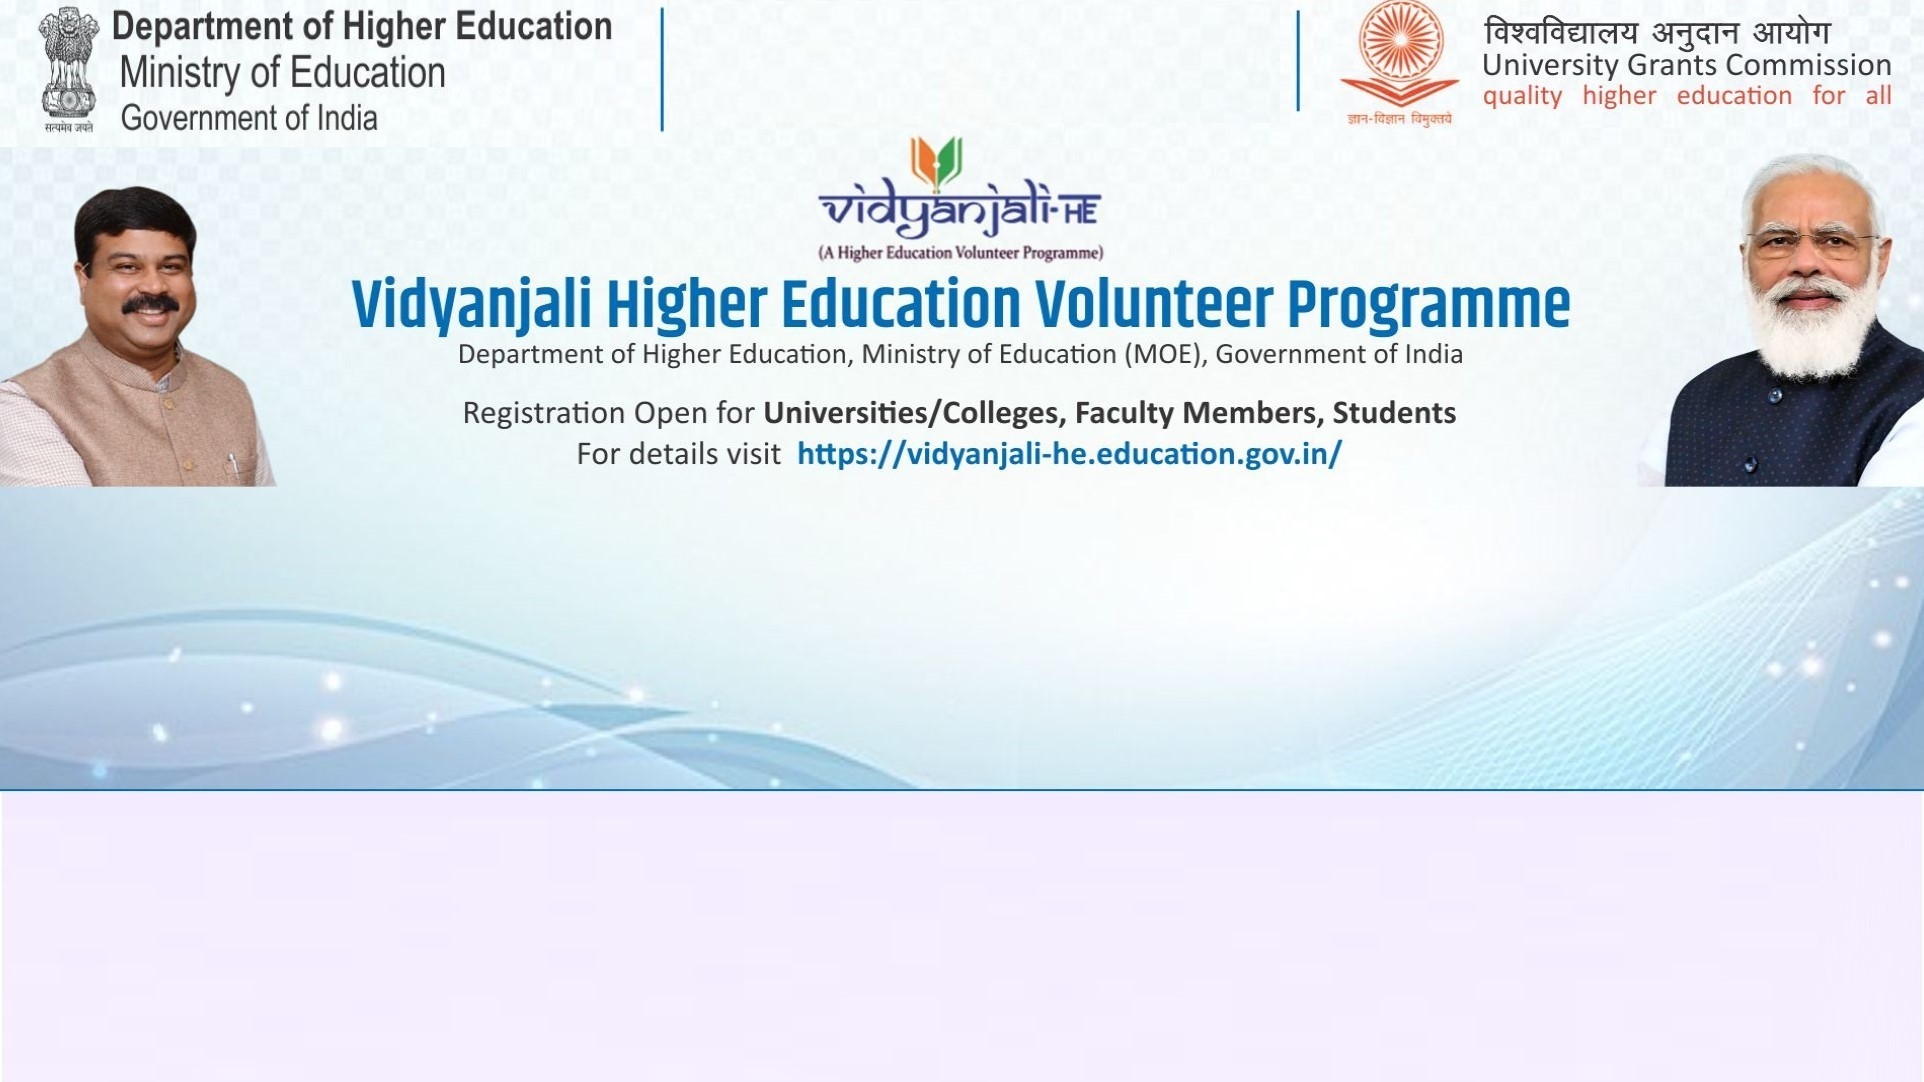 Department of Higher Education
Ministry of Education
Government of India
सत्यमेव जयते
विश्वविद्यालय अनुदान आयोग
University Grants Commission
quality higher education for all
ज्ञान-विज्ञान विमुक्तये
vidyanjali-HE
(A Higher Education Volunteer Programme)
Vidyanjali Higher Education Volunteer Programme
Department of Higher Education, Ministry of Education (MOE), Government of India
Registration Open for Universities/Colleges, Faculty Members, Students
For details visit https://vidyanjali-he.education.gov.in/